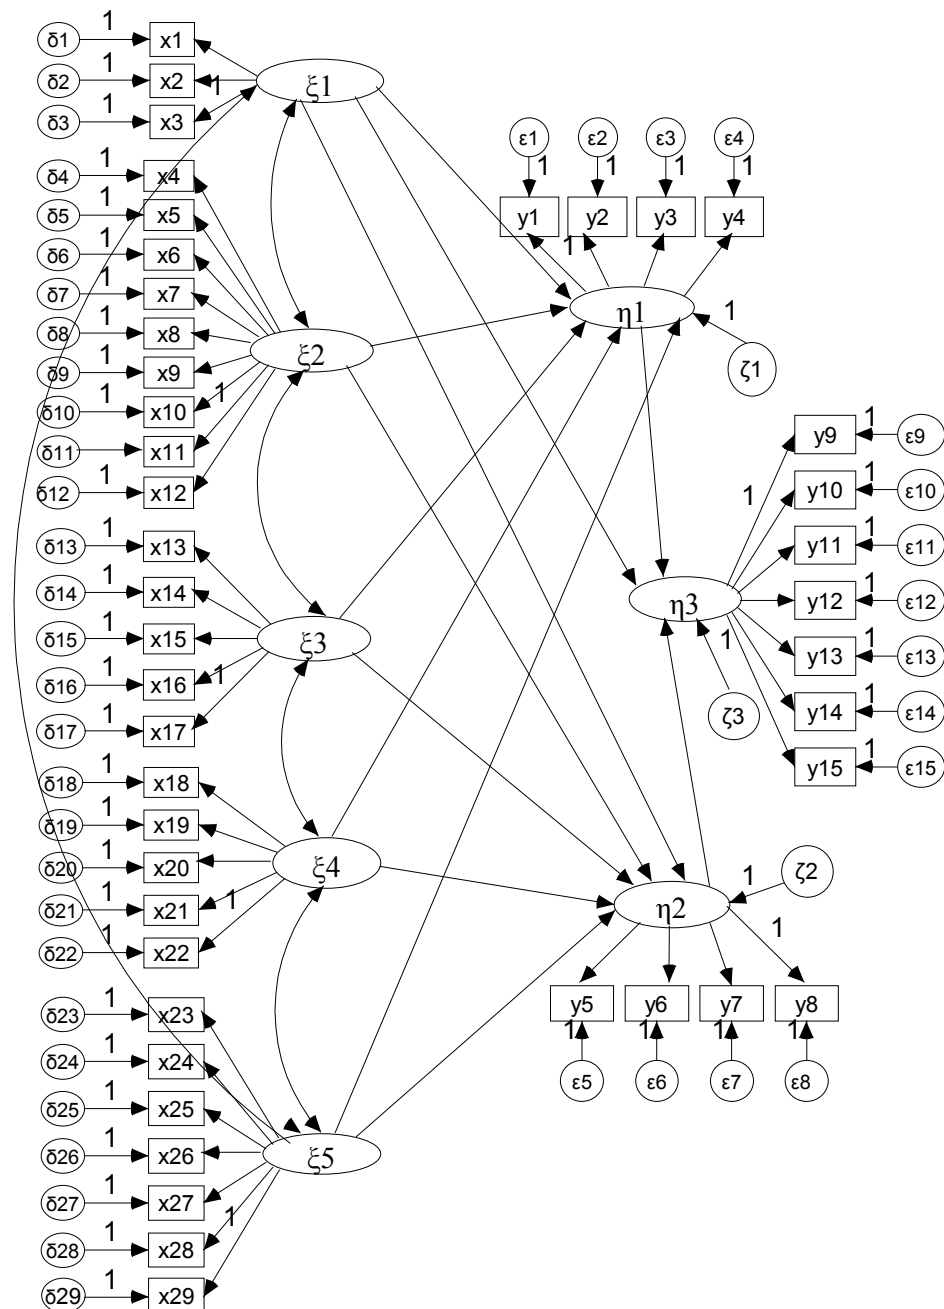 δ1 1 x1
δ2 1 x2 1 ξ1
δ3 1 x3
δ4 1 x4
δ5 1 x5
δ6 1 x6
δ7 1 x7
δ8 1 x8 ξ2
δ9 1 x9
δ10 1 x10 1
δ11 x11
δ12 1 x12
δ13 1 x13
δ14 1 x14
δ15 1 x15 ξ3
δ16 1 x16 1
δ17 1 x17
δ18 1 x18
δ19 1 x19
δ20 1 x20 ξ4
δ21 1 x21 1
δ22 1 x22
δ23 1 x23
δ24 1 x24
δ25 1 x25
δ26 1 x26 ξ5
δ27 1 x27
δ28 1 x28 1
δ29 1 x29
ε1 ε2 ε3 ε4
1 1 1 1
y1 y2 y3 y4
1
η1 1
ζ1
y9 1 ε9
1 y10 1 ε10
y11 1 ε11
η3 y12 1 ε12
1 y13 1 ε13
ζ3 y14 1 ε14
y15 1 ε15
1 ζ2
η2 1
y5 y6 y7 y8
1 1 1 1
ε5 ε6 ε7 ε8